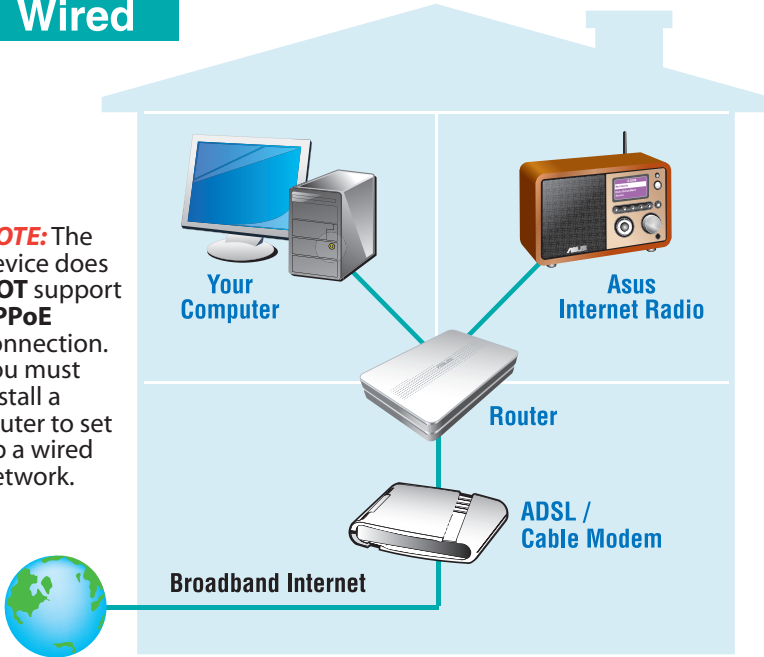 Wired
OTE: The
evice does
OT support
PPoE
onnection.
ou must
stall a
uter to set
p a wired
etwork.
Your
Computer
Asus
Internet Radio
Router
ADSL /
Cable Modem
Broadband Internet